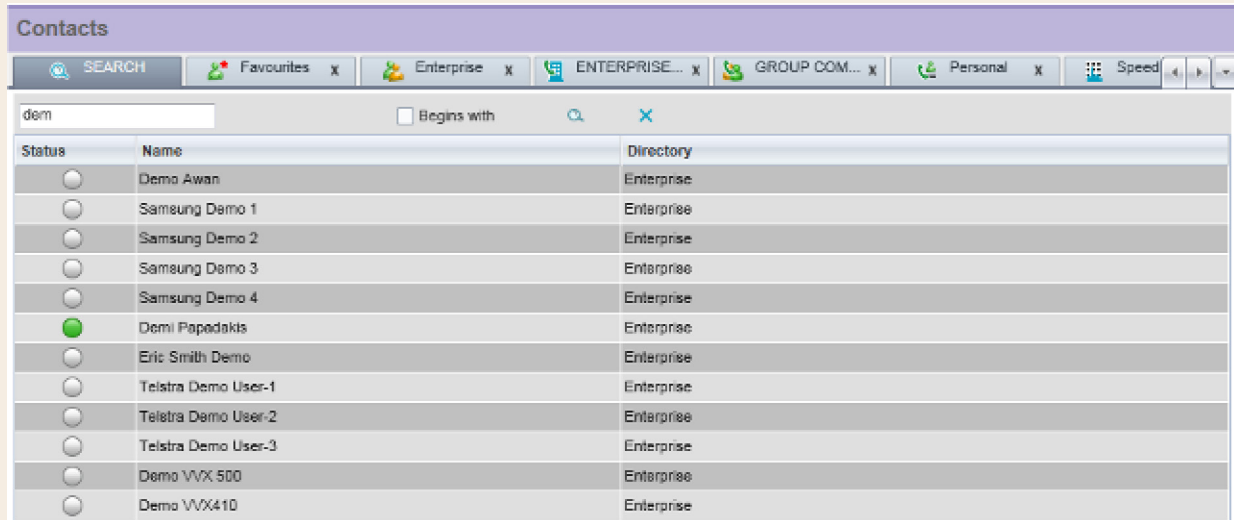 Contacts
SEARCH Favourites x Enterprise x ENTERPRISE... x GROUP COM... x Personal x Speed
dem Begins with
Status Name Directory
Demo Awan Enterprise
Samsung Demo 1 Enterprise
Samsung Demo 2 Enterprise
Samsung Demo 3 Enterprise
Samsung Demo 4 Enterprise
Demi Papadakis Enterprise
Eric Smith Demo Enterprise
Telstra Demo User-1 Enterprise
Telstra Demo User-2 Enterprise
Telstra Demo User-3 Enterprise
Demo VVX 500 Enterprise
Demo VVX410 Enterprise